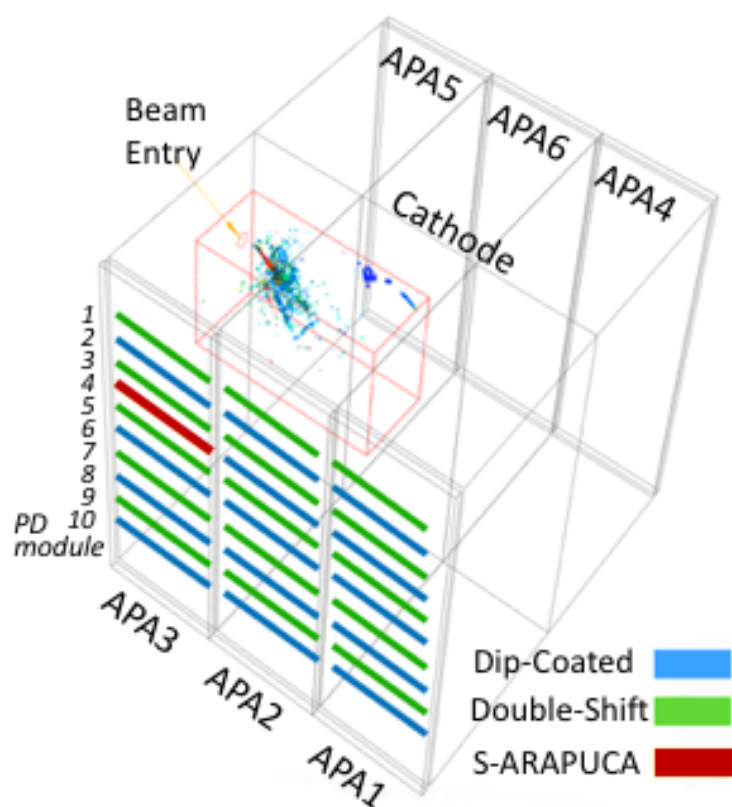 APA5
APA6
APA4
Beam
Entry
Cathode
1
2
3
4
5
6
7
8
9
PD 10
module
APA3
APA2
APA1
Dip-Coated
Double-Shift
S-ARAPUCA